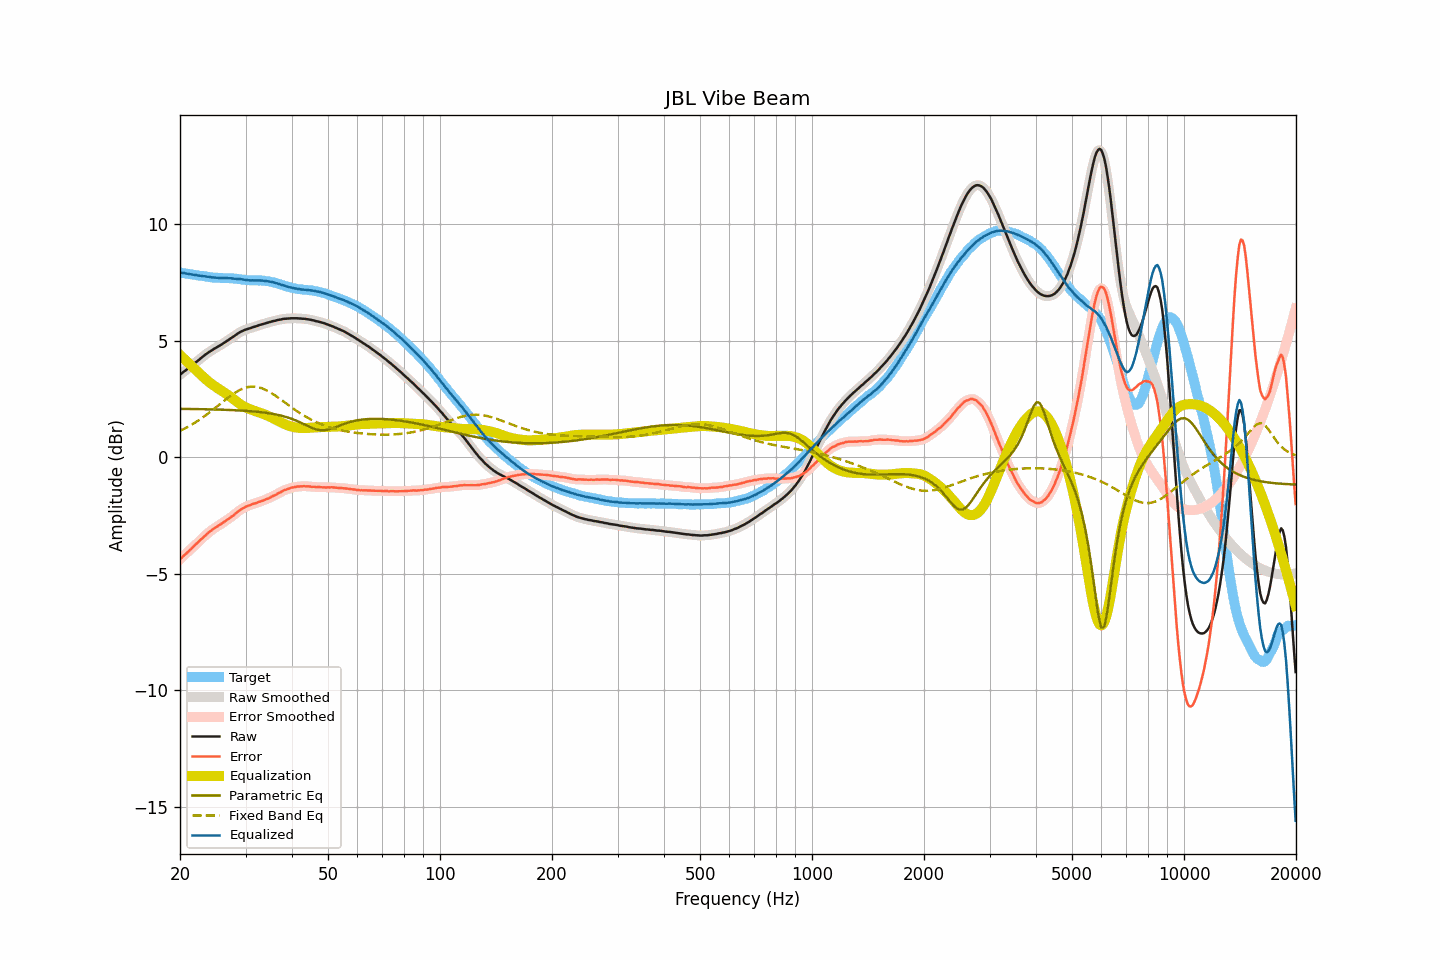 JBL Vibe Beam
Amplitude (dBr)
10
5
0
−5
−10
−15
Target
Raw Smoothed
Error Smoothed
Raw
Error
Equalization
Parametric Eq
Fixed Band Eq
Equalized
20 50 100 200 500 1000 2000 5000 10000 20000
Frequency (Hz)